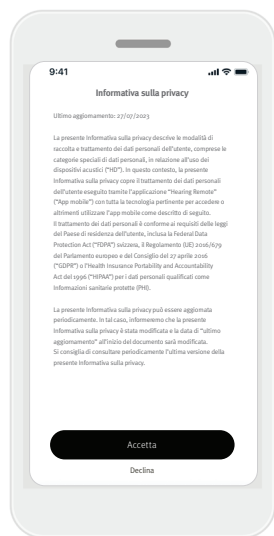 9:41
Informativa sulla privacy
Ultimo aggiornamento: 27/07/2023
La presente Informativa sulla privacy descrive le modalità di
raccolta e trattamento dei dati personali dell'utente, comprese le
categorie speciali di dati personali, in relazione all'uso dei
dispositivi acustici ("HD"). In questo contesto, la presente
Informativa sulla privacy copre il trattamento dei dati personali
dell'utente eseguito tramite l'applicazione "Hearing Remote"
("App mobile") con tutta la tecnologia pertinente per accedere o
altrimenti utilizzare l'app mobile come descritto di seguito.
Il trattamento dei dati personali è conforme ai requisiti delle leggi
del Paese di residenza dell'utente, inclusa la Federal Data
Protection Act ("FDPA") svizzera, il Regolamento (UE) 2016/679
del Parlamento europeo e del Consiglio del 27 aprile 2016
("GDPR") o l'Health Insurance Portability and Accountability
Act del 1996 ("HIPAA") per i dati personali qualificati come
Informazioni sanitarie protette (PHI).
La presente Informativa sulla privacy può essere aggiornata
periodicamente. In tal caso, informeremo che la presente
Informativa sulla privacy è stata modificata e la data di "ultimo
aggiornamento" all'inizio del documento sarà modificata.
Si consiglia di consultare periodicamente l'ultima versione della
presente Informativa sulla privacy.
Accetta
Declina